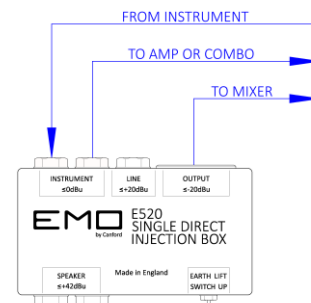 FROM INSTRUMENT
TO AMP OR COMBO
TO MIXER
INSTRUMENT
≤0dBu
LINE
≤+20dBu
OUTPUT
≤-20dBu
EMO
by Canford
E520
SINGLE DIRECT
INJECTION BOX
SPEAKER
≤+42dBu
Made in England
EARTH LIFT
SWITCH UP